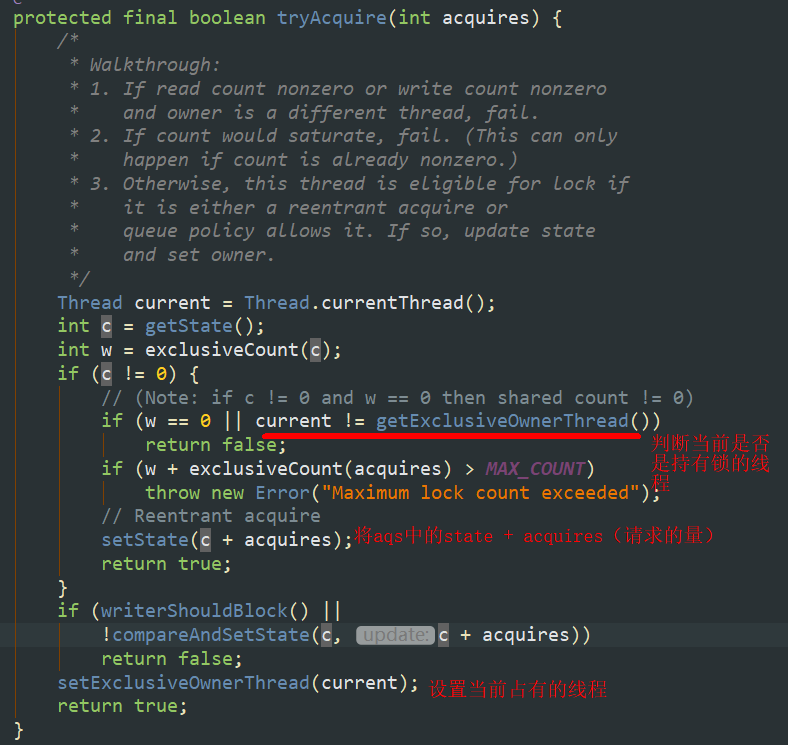 protected final boolean tryAcquire(int acquires) {
/*
* Walkthrough:
* 1. If read count nonzero or write count nonzero
*    and owner is a different thread, fail.
* 2. If count would saturate, fail. (This can only
*    happen if count is already nonzero.)
* 3. Otherwise, this thread is eligible for lock if
*    it is either a reentrant acquire or
*    queue policy allows it. If so, update state
*    and set owner.
*/
Thread current = Thread.currentThread();
int c = getState();
int w = exclusiveCount(c);
if (c != 0) {
// (Note: if c != 0 and w == 0 then shared count != 0)
if (w == 0 || current != getExclusiveOwnerThread())
return false;
判断当前是否
是持有锁的线
程
if (w + exclusiveCount(acquires) > MAX_COUNT)
throw new Error("Maximum lock count exceeded");
// Reentrant acquire
setState(c + acquires);将aqs中的state + acquires（请求的量）
return true;
}
if (writerShouldBlock() ||
!compareAndSetState(c, update: c + acquires))
return false;
setExclusiveOwnerThread(current); 设置当前占有的线程
return true;
}